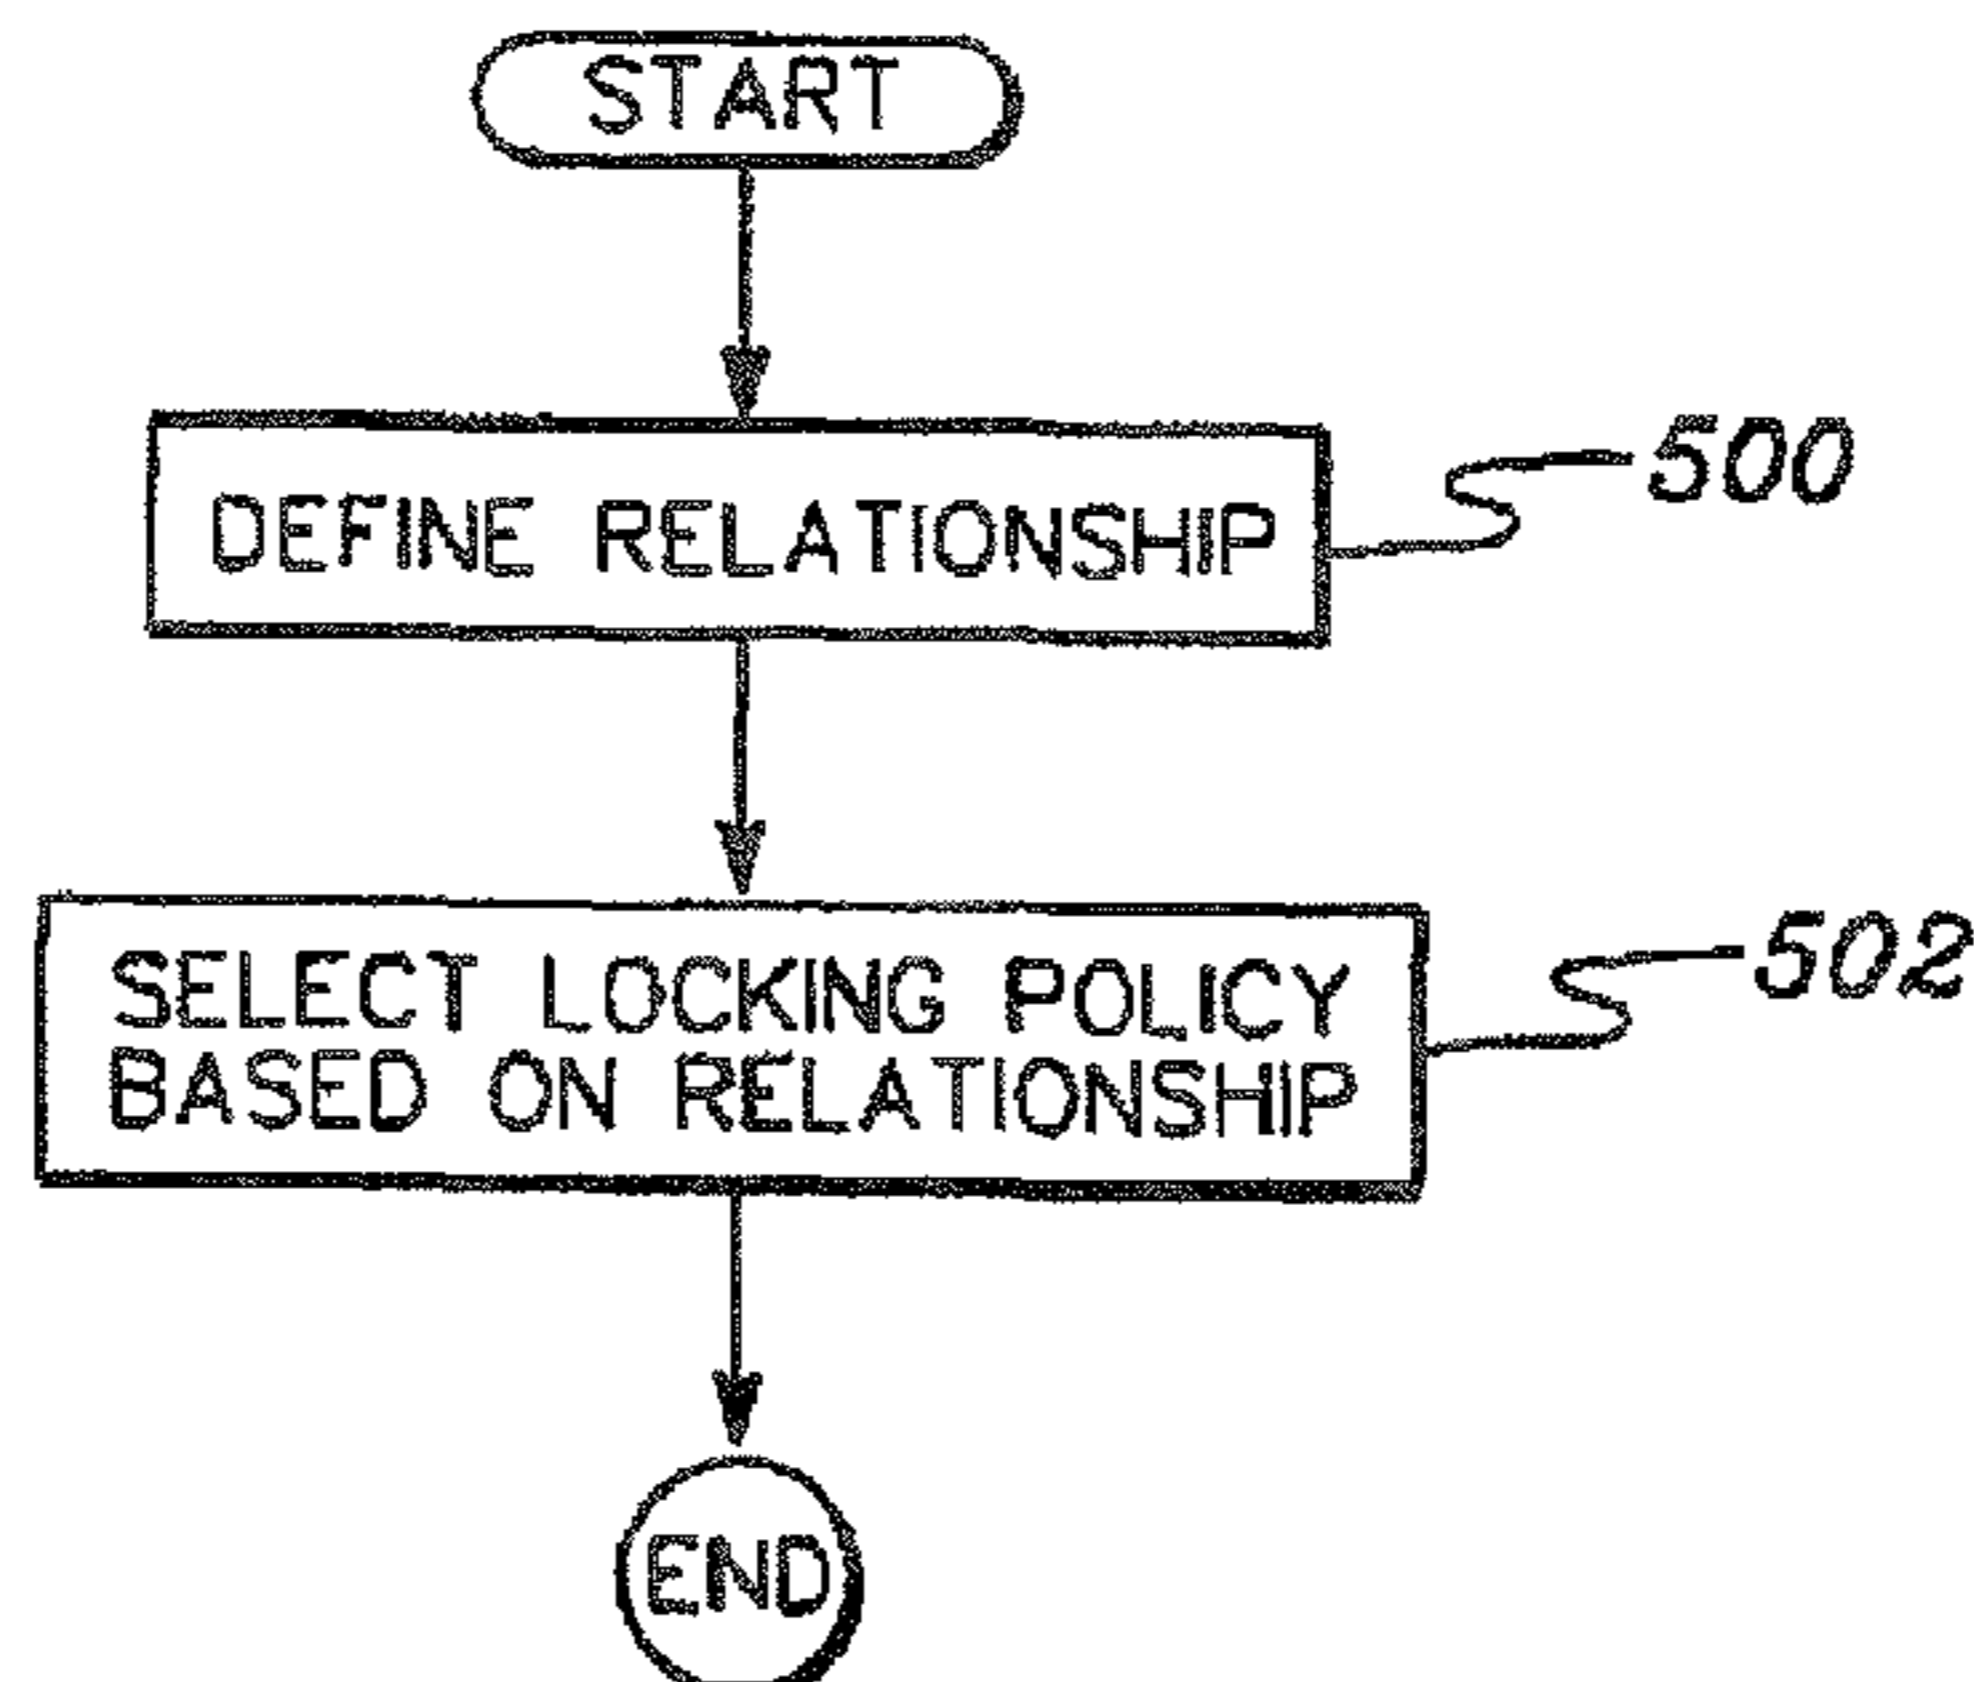 START
DEFINE RELATIONSHIP
500
SELECT LOCKING POLICY
BASED ON RELATIONSHIP
502
END